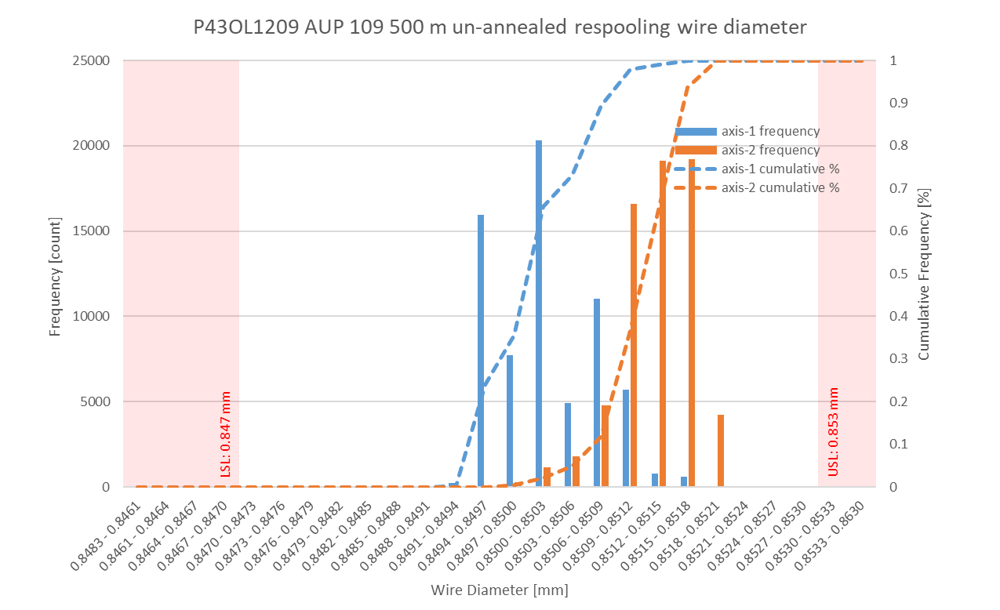 P43OL1209 AUP 109 500 m un-annealed respooling wire diameter
25000
20000
15000
10000
5000
0
Frequency [count]
1
0.9
0.8
0.7
0.6
0.5
0.4
0.3
0.2
0.1
0
Cumulative Frequency [%]
axis-1 frequency
axis-2 frequency
axis-1 cumulative %
axis-2 cumulative %
LSL: 0.847 mm
USL: 0.853 mm
0.8483 - 0.8461
0.8461 - 0.8464
0.8464 - 0.8467
0.8467 - 0.8470
0.8470 - 0.8473
0.8473 - 0.8476
0.8476 - 0.8479
0.8479 - 0.8482
0.8482 - 0.8485
0.8485 - 0.8488
0.8488 - 0.8491
0.8491 - 0.8494
0.8494 - 0.8497
0.8497 - 0.8500
0.8500 - 0.8503
0.8503 - 0.8506
0.8506 - 0.8509
0.8509 - 0.8512
0.8512 - 0.8515
0.8515 - 0.8518
0.8518 - 0.8521
0.8521 - 0.8524
0.8524 - 0.8527
0.8527 - 0.8530
0.8530 - 0.8533
0.8533 - 0.8630
Wire Diameter [mm]